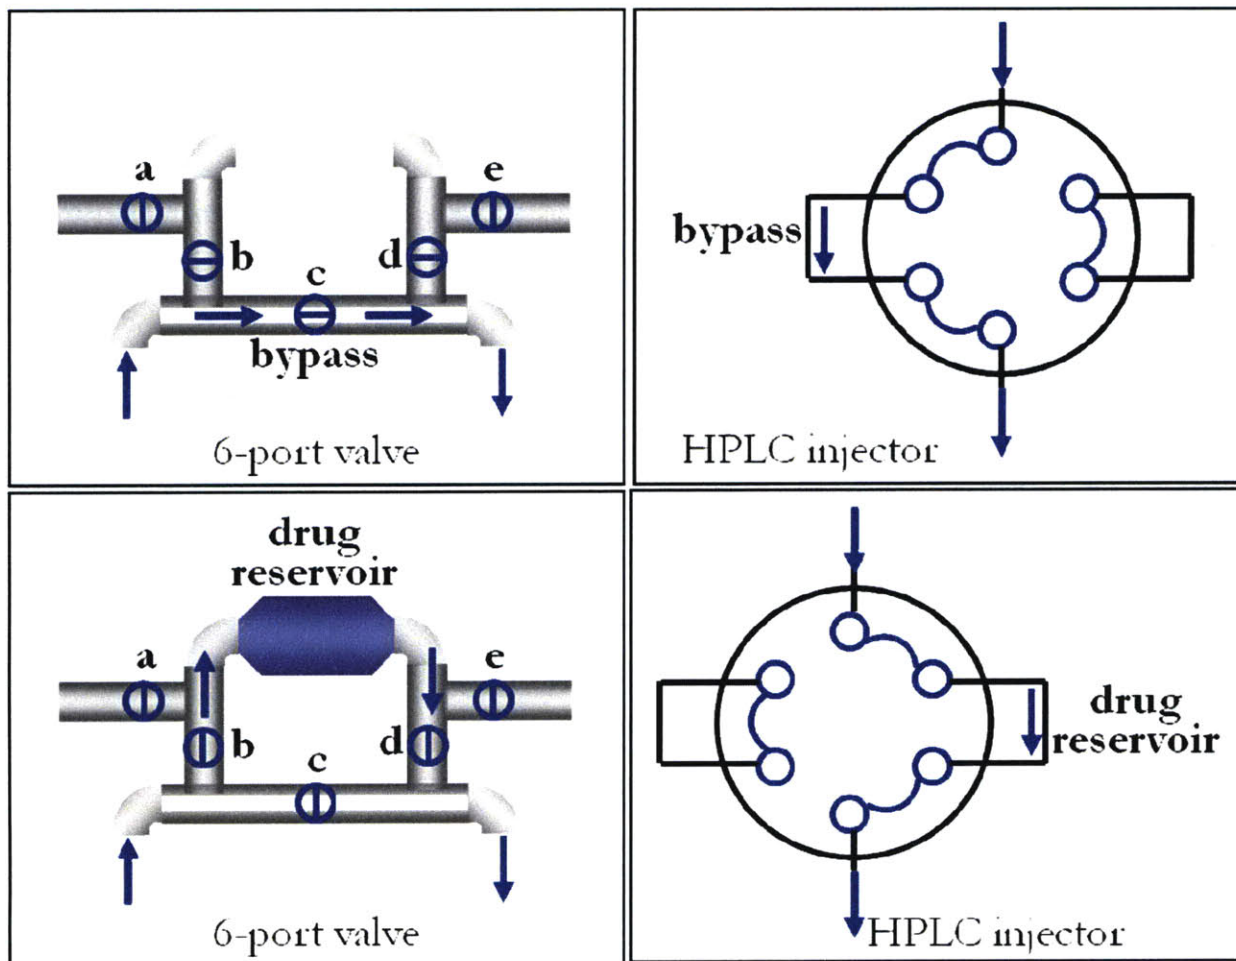 a
e
b
d
c
bypass
6-port valve
bypass
HPLC injector
drug
reservoir
a
e
b
d
c
6-port valve
drug
reservoir
HPLC injector